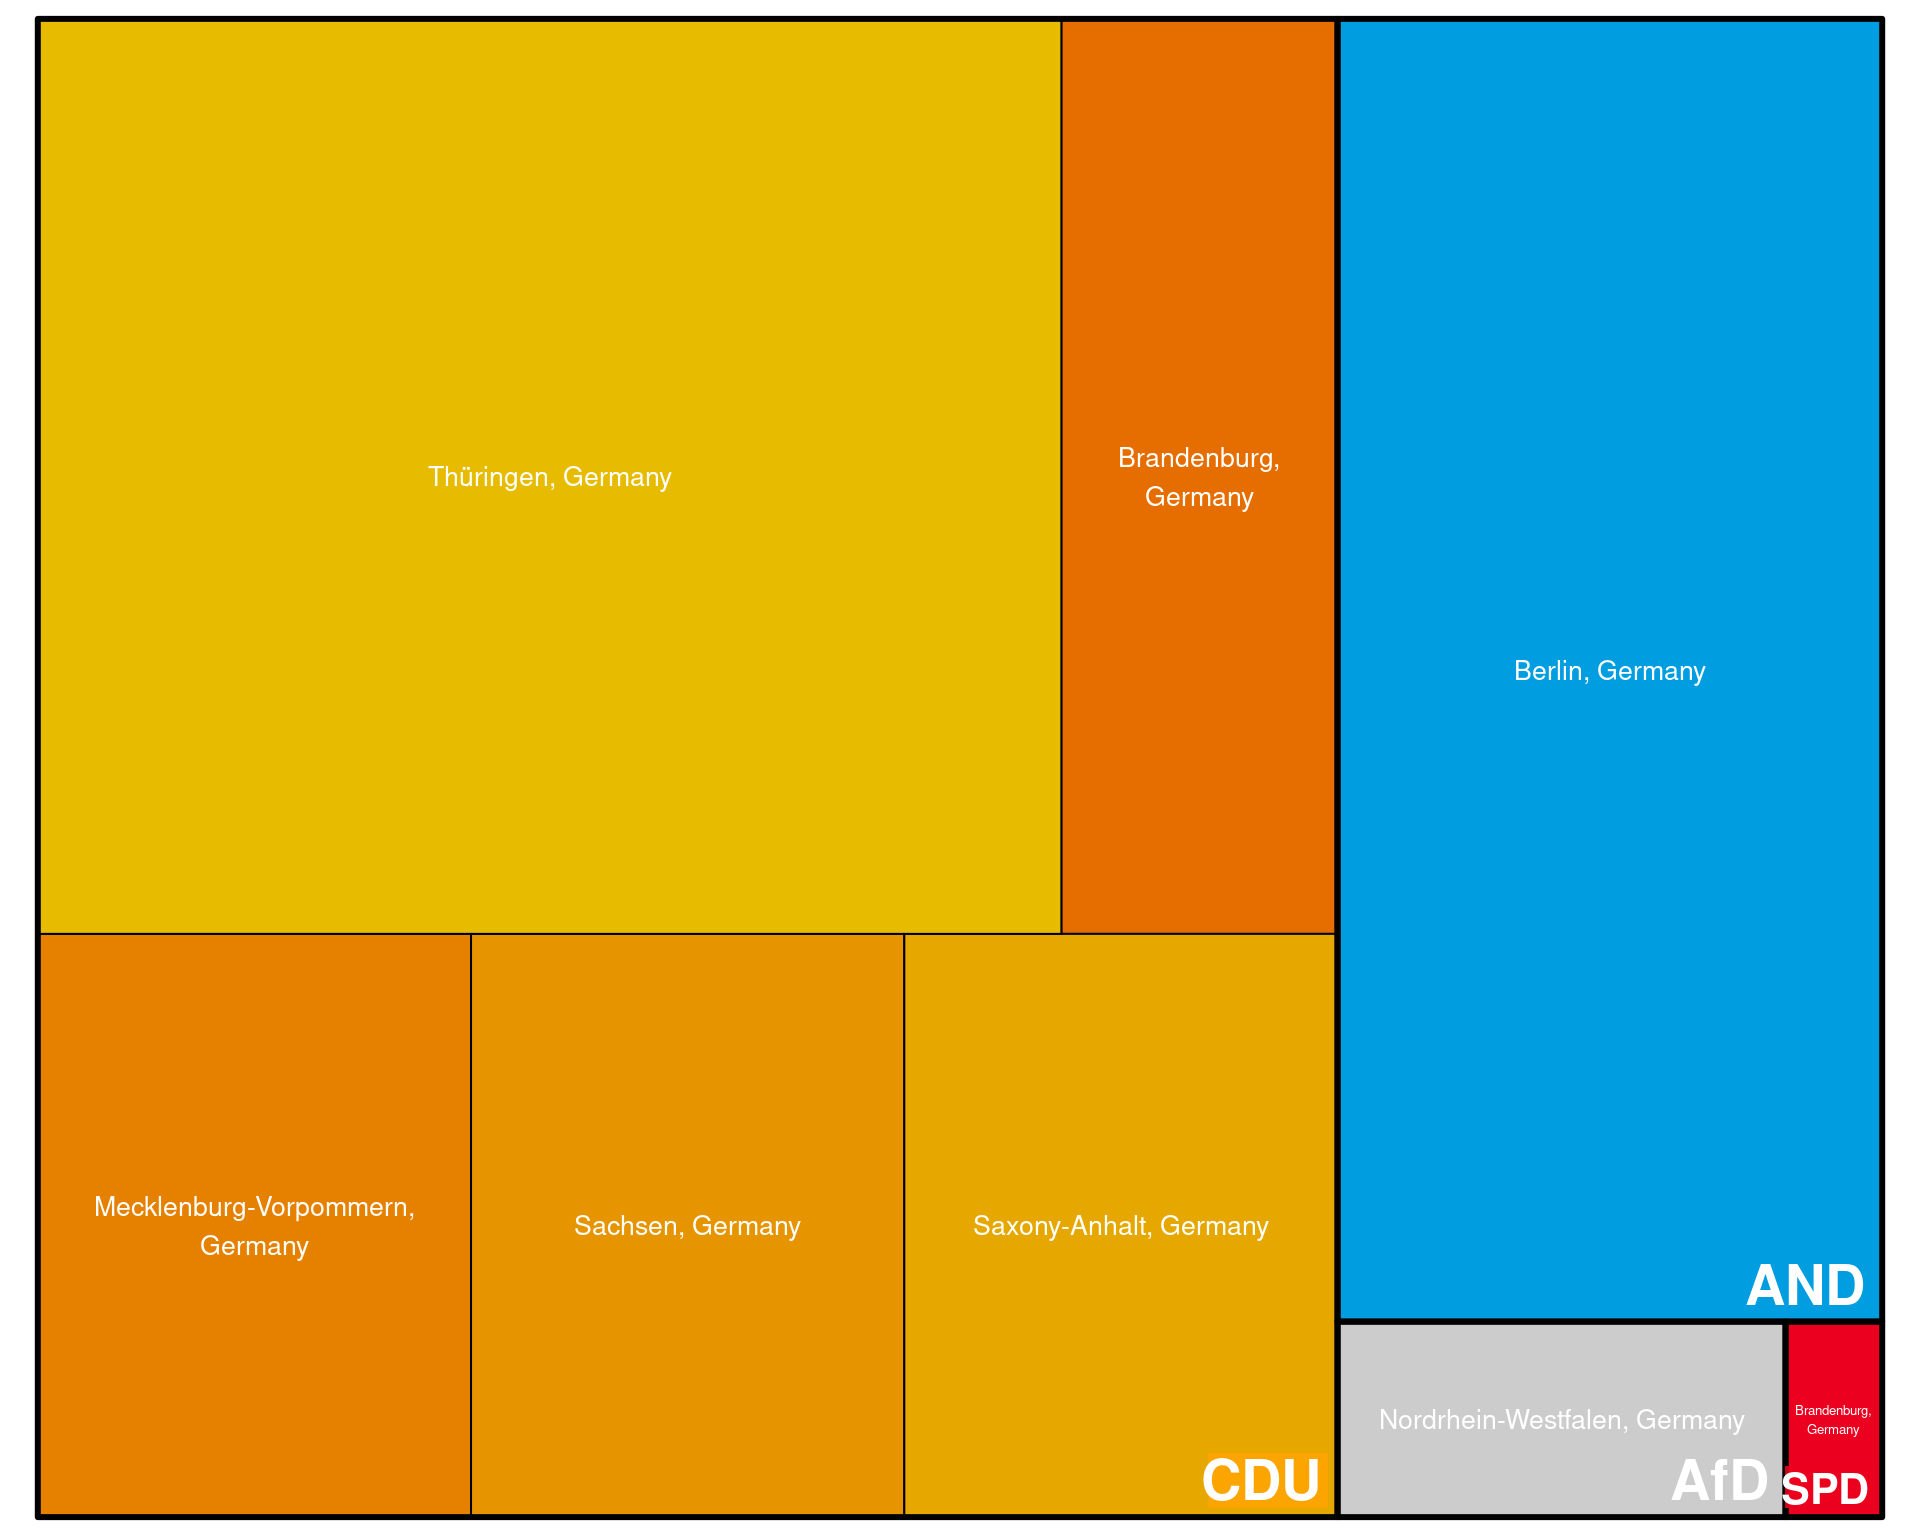 Thüringen, Germany
Brandenburg,
Germany
Berlin, Germany
AND
Mecklenburg-Vorpommern,
Germany
Sachsen, Germany
Saxony-Anhalt, Germany
CDU
Nordrhein-Westfalen, Germany
AfD
Brandenburg,
Germany
SPD